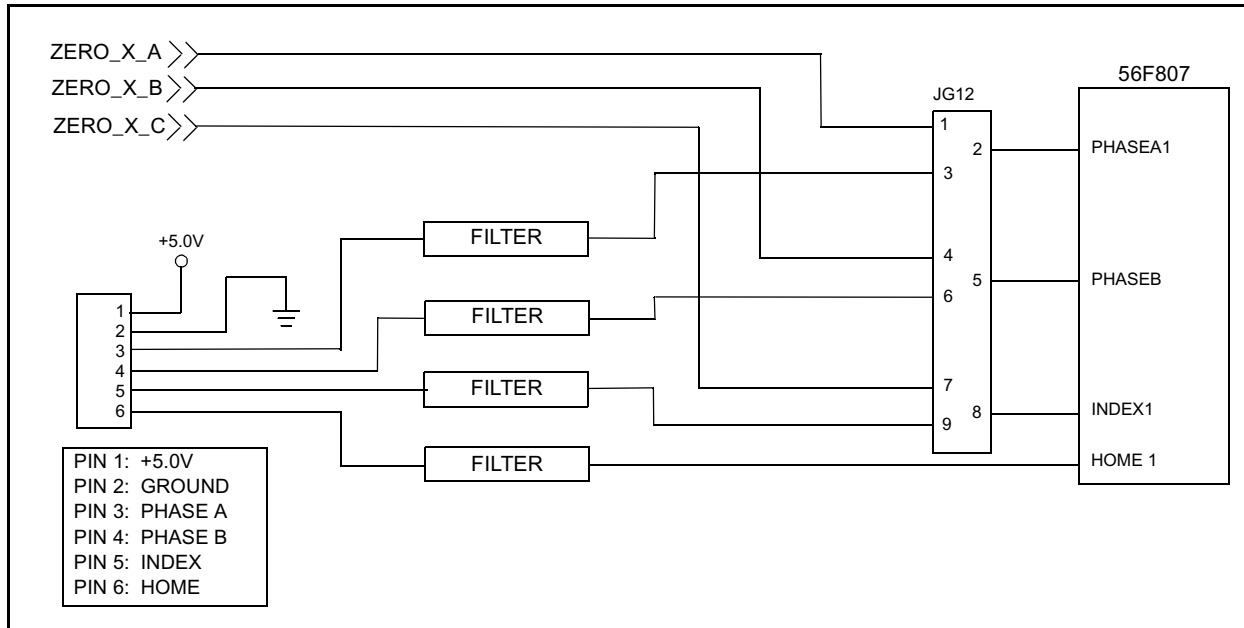 ZERO_X_A
ZERO_X_B
ZERO_X_C
56F807
JG12
1
2
3
4
5
6
7
8
9
PHASEA1
PHASEB
INDEX1
HOME 1
FILTER
FILTER
FILTER
FILTER
+5.0V
1
2
3
4
5
6
PIN 1: +5.0V
PIN 2: GROUND
PIN 3: PHASE A
PIN 4: PHASE B
PIN 5: INDEX
PIN 6: HOME